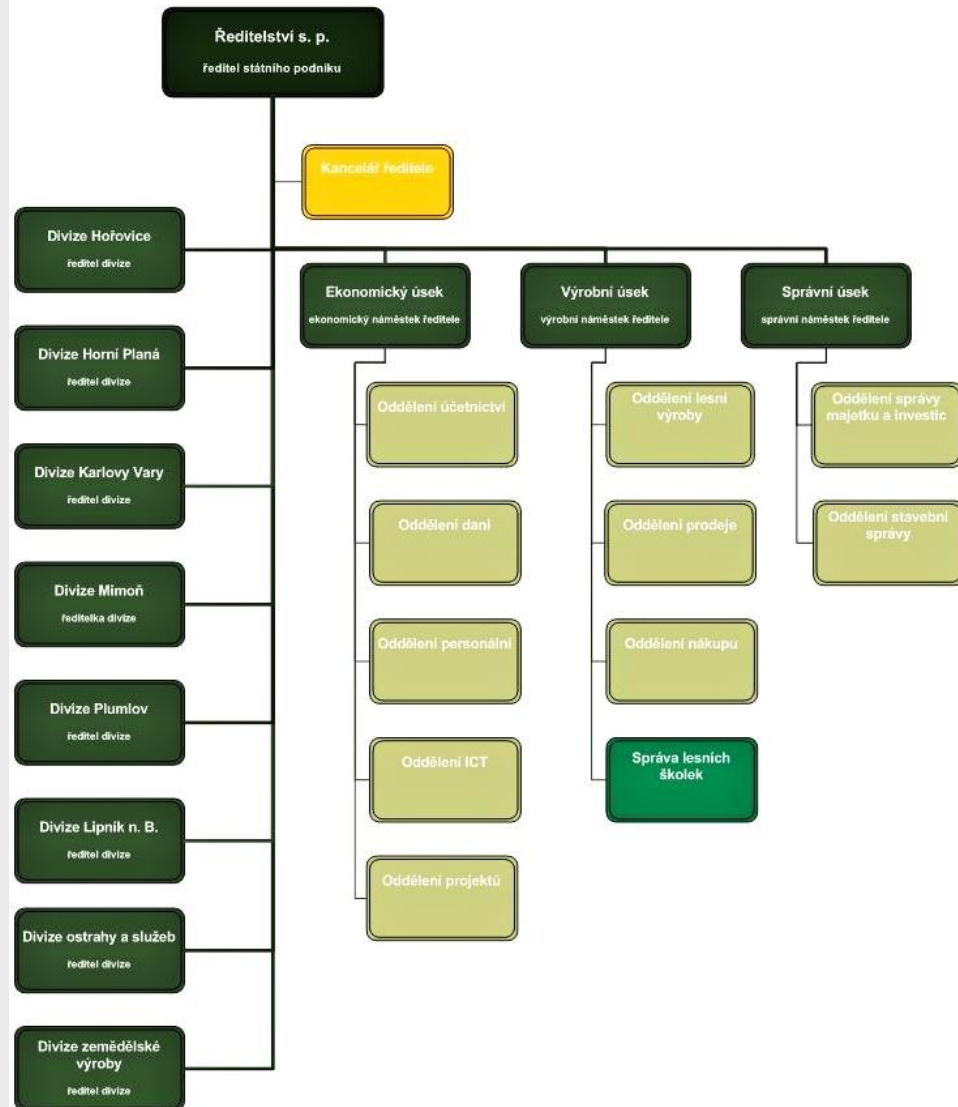 Ředitelství s. p.
ředitel státního podniku
Kancelář ředitele
Divize Hořovice
ředitel divize
Divize Horní Planá
ředitel divize
Divize Karlovy Vary
ředitel divize
Divize Mimoň
ředitelka divize
Divize Plumlov
ředitel divize
Divize Lipník n. B.
ředitel divize
Divize ostrahy a služeb
ředitel divize
Divize zemědělské
výroby
ředitel divize
Ekonomický úsek
ekonomický náměstek ředitele
Oddělení účetnictví
Oddělení daní
Oddělení personální
Oddělení ICT
Oddělení projektů
Výrobní úsek
výrobní náměstek ředitele
Oddělení lesní
výroby
Oddělení prodeje
Oddělení nákupu
Správa lesních
školek
Správní úsek
správní náměstek ředitele
Oddělení správy
majetku a investic
Oddělení stavební
správy